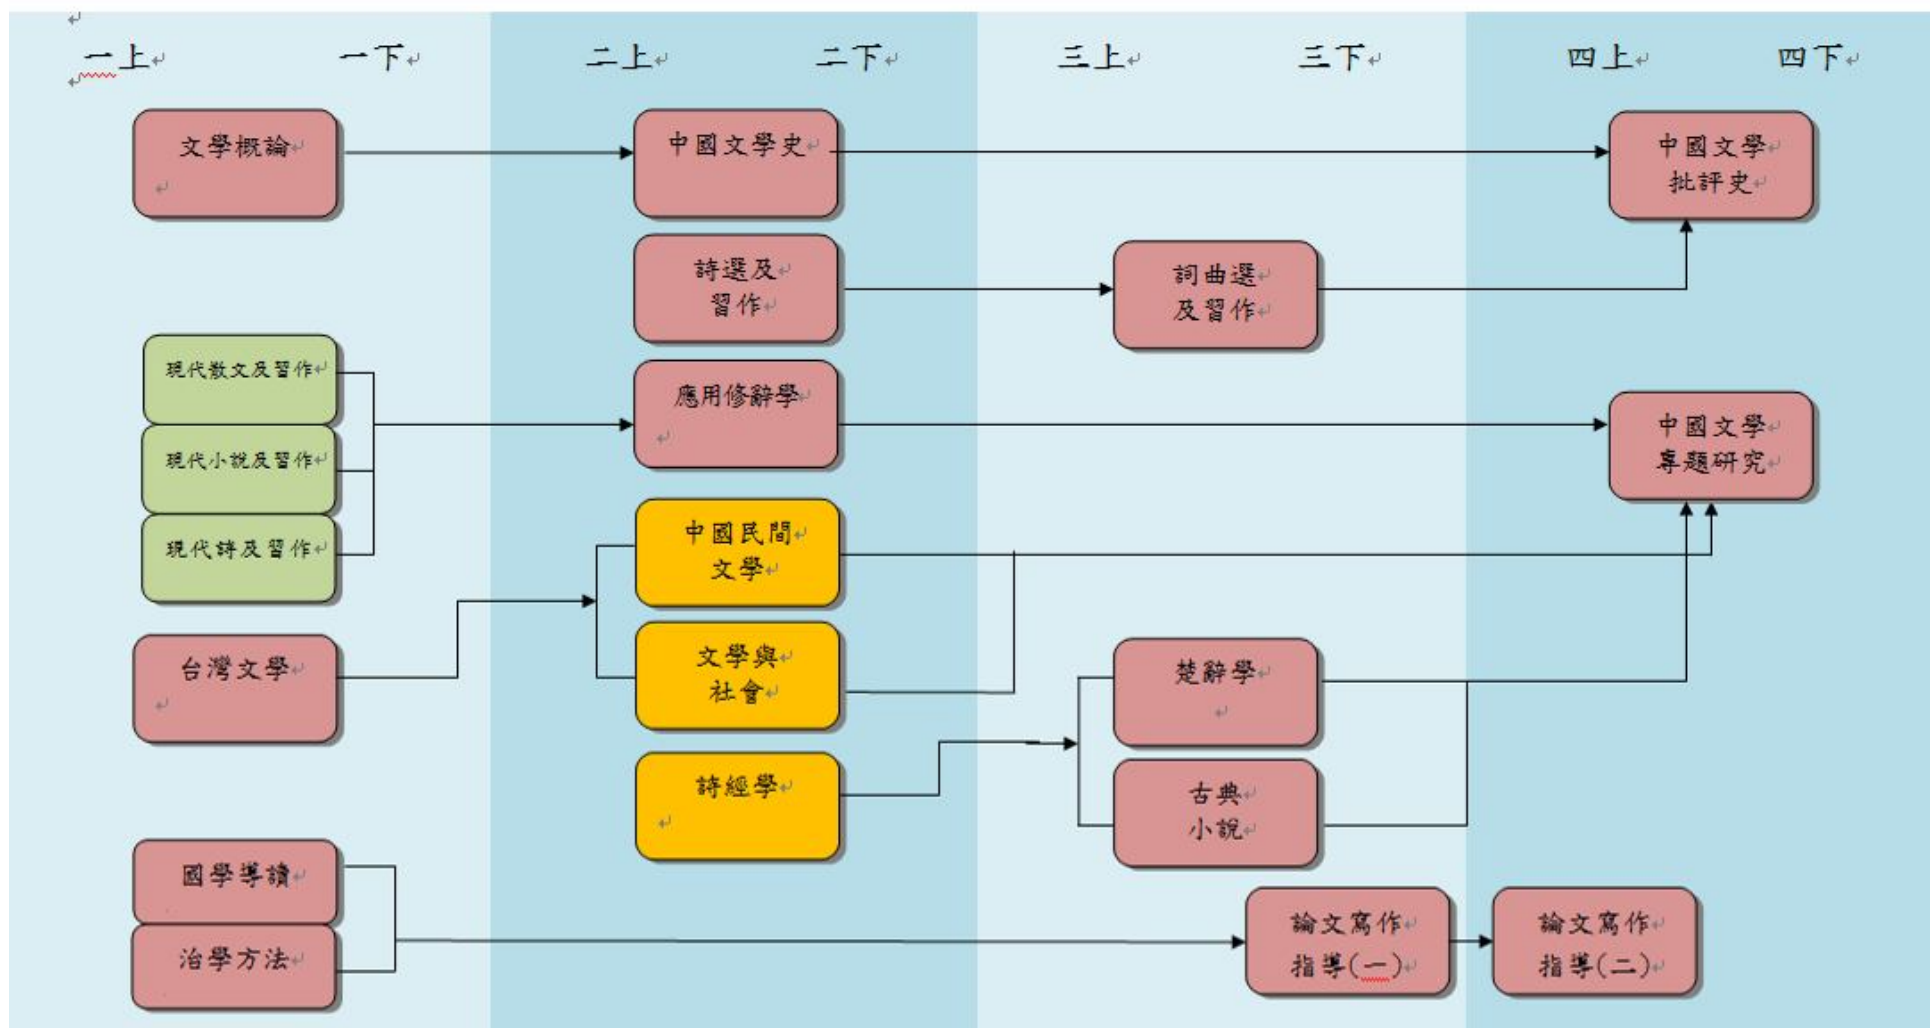 一上 一下 二上 二下 三上 三下 四上 四下
文學概論
中國文學史
中國文學
批評史
詩選及
習作
詞曲選
及習作
現代散文及習作
現代小說及習作
現代詩及習作
應用修辭學
中國文學
專題研究
中國民間
文學
台灣文學
文學與
社會
楚辭學
詩經學
古典
小說
國學導讀
治學方法
論文寫作
指導(一)
論文寫作
指導(二)